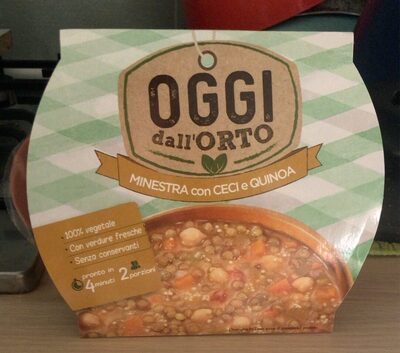 OGGI
dall'ORTO
MINESTRA con CECI e QUINOA
100% vegetale
Con verdure fresche
Senza conservanti
pronto in
4 minuti 2 porzioni